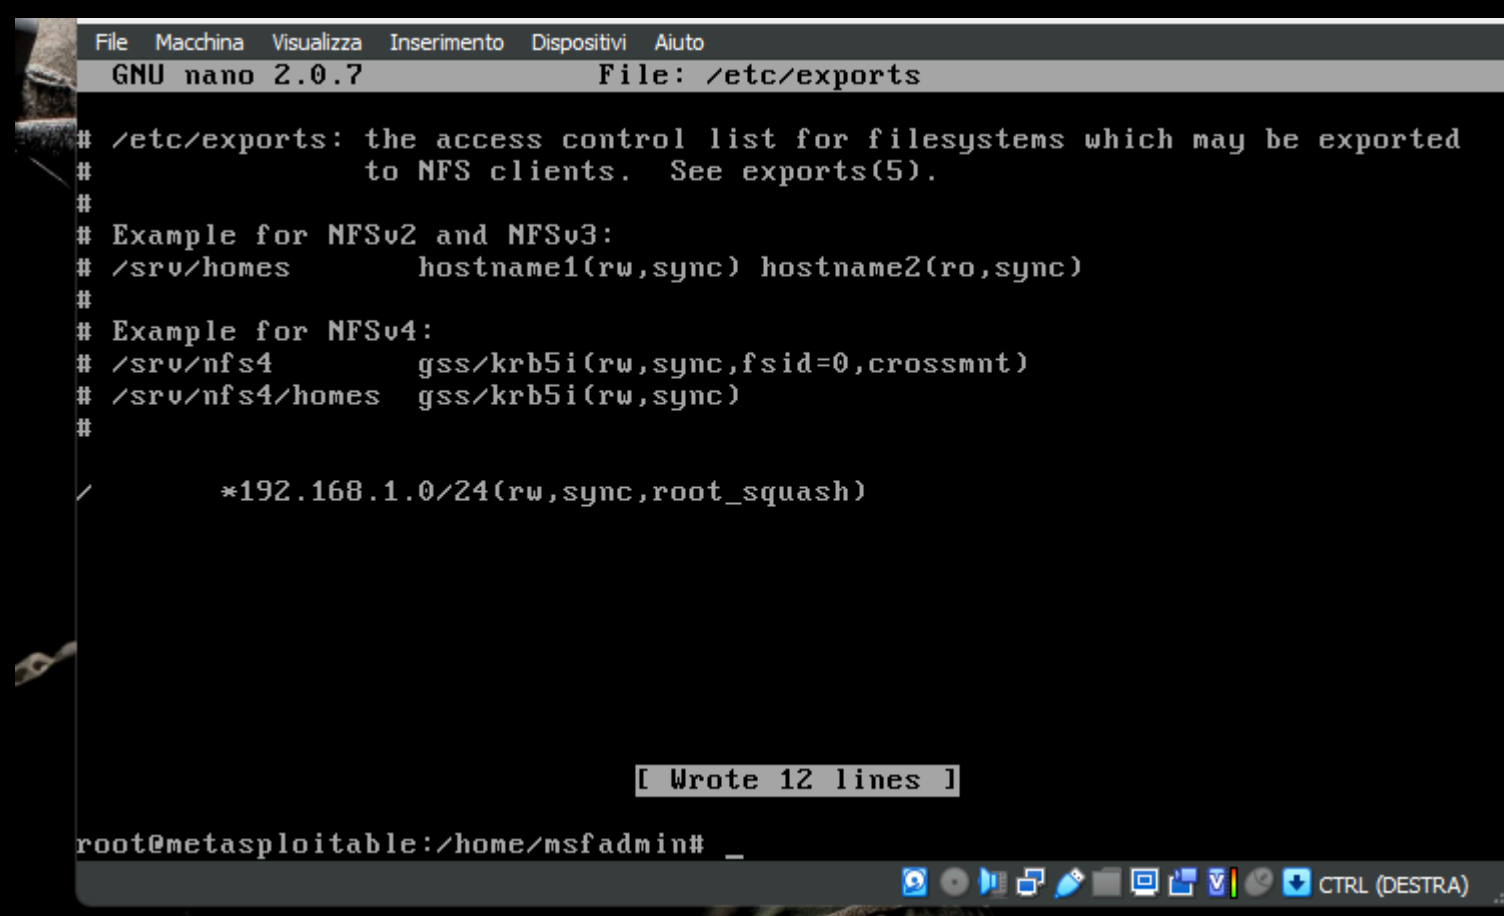 File Macchina Visualizza Inserimento Dispositivi Aiuto
GNU nano 2.0.7 File: /etc/exports
# /etc/exports: the access control list for filesystems which may be exported
# to NFS clients. See exports(5).
#
# Example for NFSv2 and NFSv3:
# /srv/homes hostname1(rw,sync) hostname2(ro,sync)
#
# Example for NFSv4:
# /srv/nfs4 gss/krb5i(rw,sync,fsid=0,crossmnt)
# /srv/nfs4/homes gss/krb5i(rw,sync)
#
/ *192.168.1.0/24(rw,sync,root_squash)
[ Wrote 12 lines ]
root@metasploitable:/home/msfadmin# _
CTRL (DESTRA)